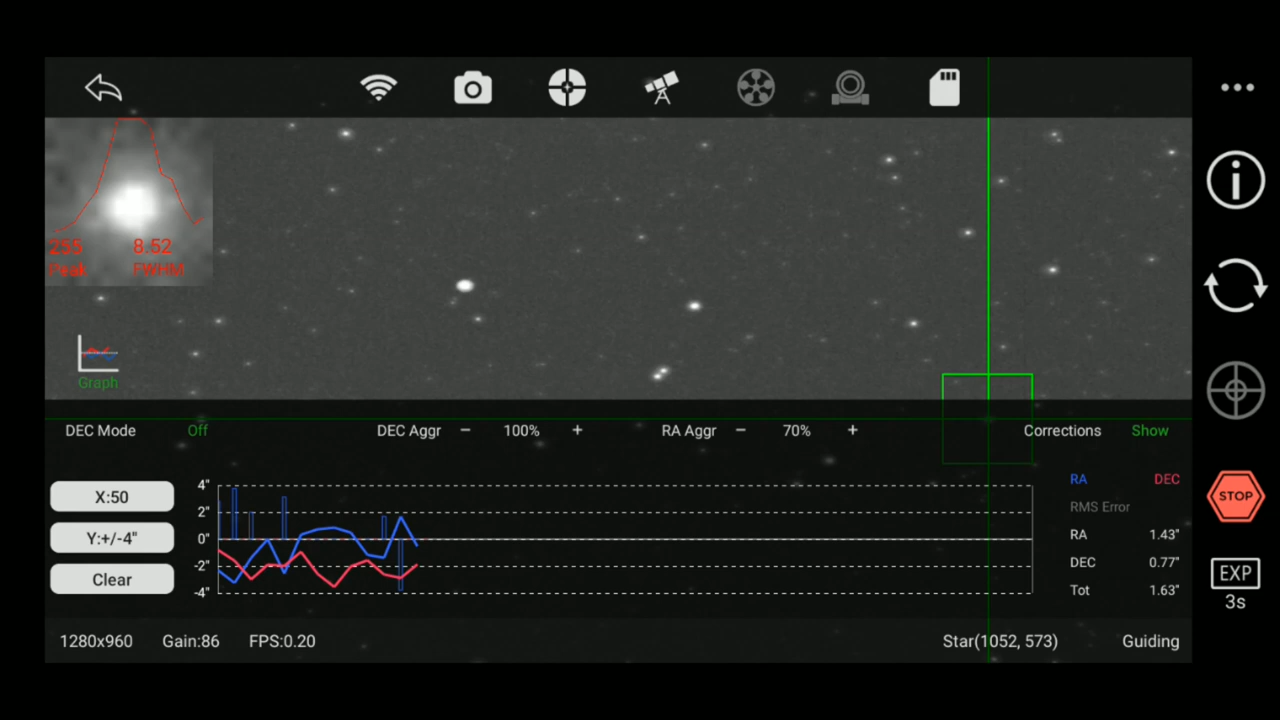 255 8.52
Peak FWHM
Graph
DEC Mode Off DEC Aggr − 100% + RA Aggr − 70% + Corrections Show
X:50
Y:+/-4"
Clear
4"
2"
0"
-2"
-4"
RA DEC
RMS Error
RA 1.43"
DEC 0.77"
Tot 1.63"
1280x960 Gain:86 FPS:0.20 Star(1052, 573) Guiding
STOP
EXP
3s